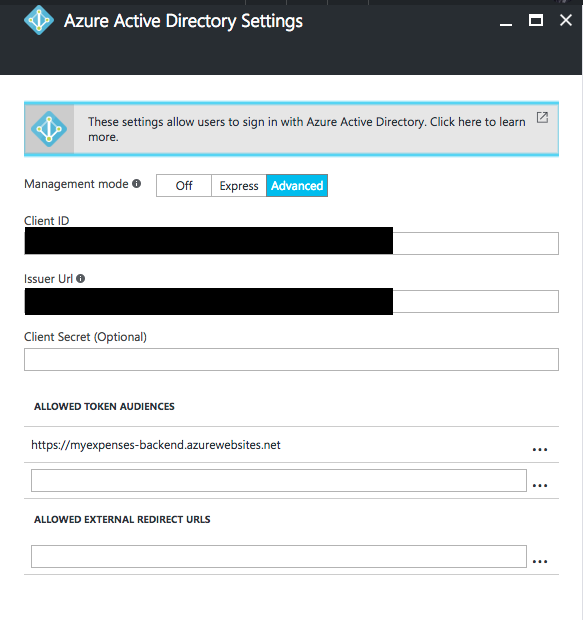 Azure Active Directory Settings
These settings allow users to sign in with Azure Active Directory. Click here to learn
more.
Management mode
Off
Express
Advanced
Client ID
Issuer Url
Client Secret (Optional)
ALLOWED TOKEN AUDIENCES
https://myexpenses-backend.azurewebsites.net
...
...
ALLOWED EXTERNAL REDIRECT URLS
...